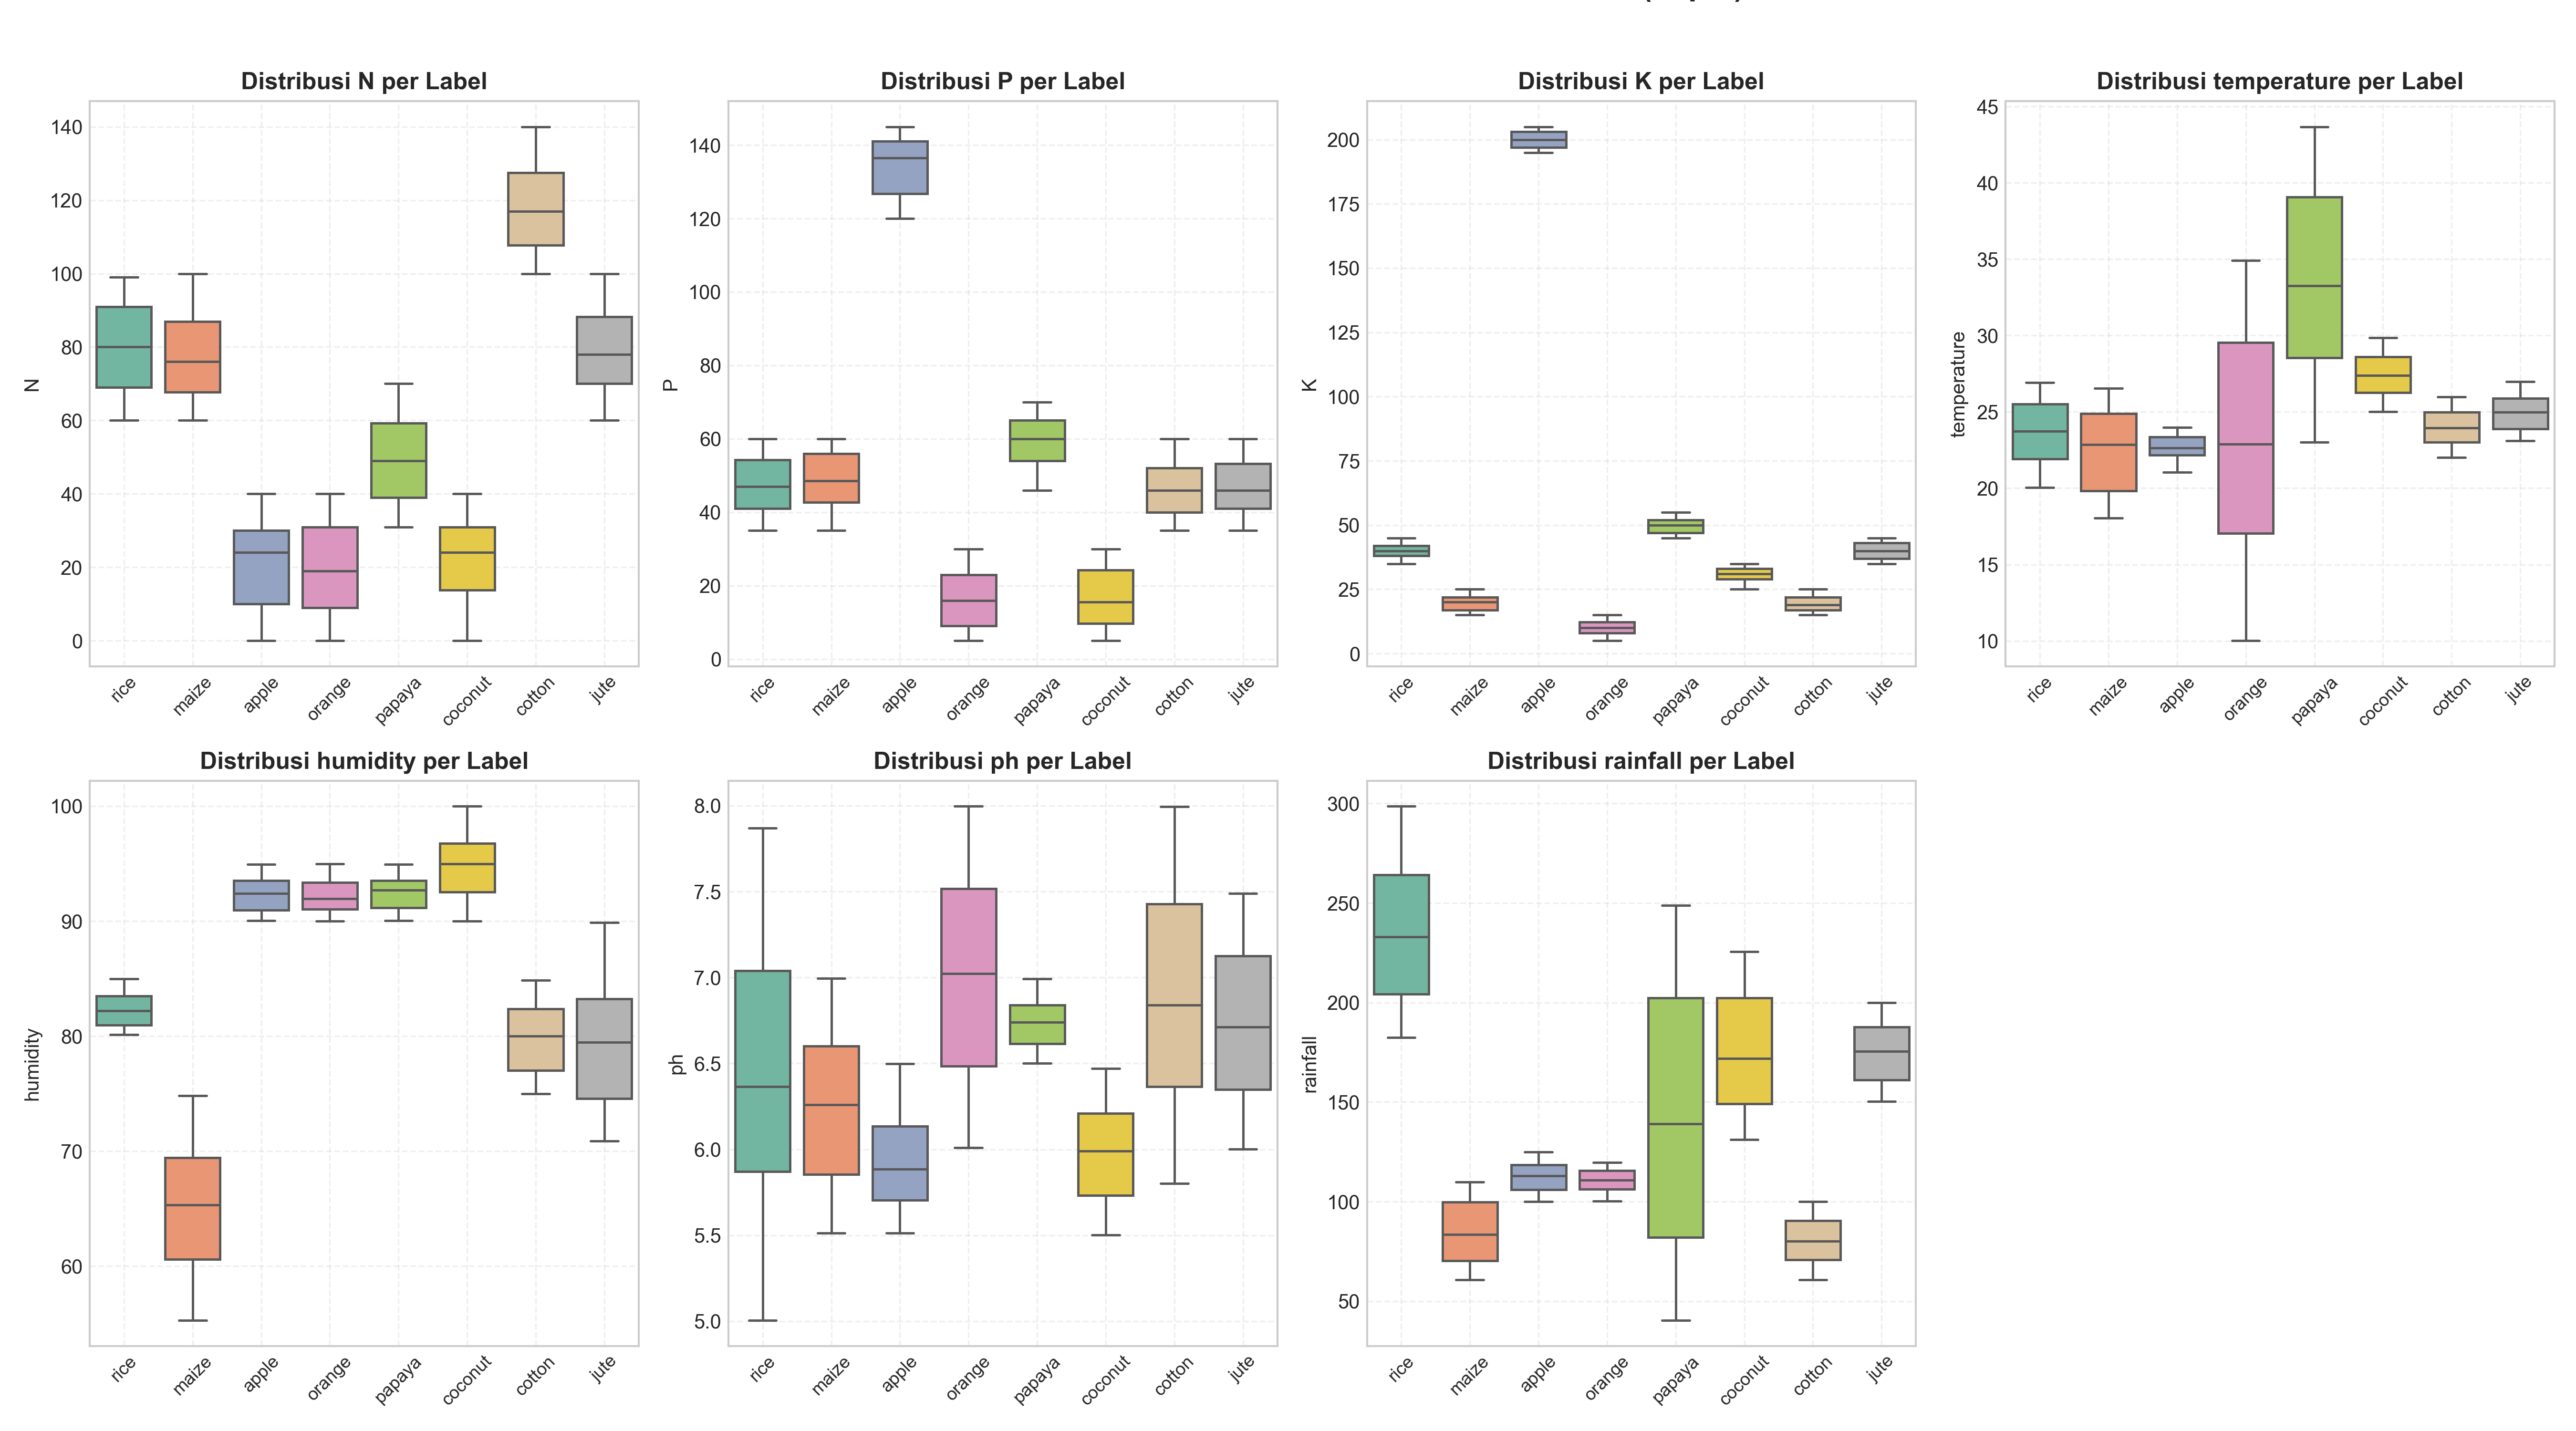 Distribusi N per Label
N
140
120
100
80
60
40
20
0
rice maize apple orange papaya coconut cotton jute
Distribusi P per Label
P
140
120
100
80
60
40
20
0
rice maize apple orange papaya coconut cotton jute
Distribusi K per Label
K
200
175
150
125
100
75
50
25
0
rice maize apple orange papaya coconut cotton jute
Distribusi temperature per Label
temperature
45
40
35
30
25
20
15
10
rice maize apple orange papaya coconut cotton jute
Distribusi humidity per Label
humidity
100
90
80
70
60
rice maize apple orange papaya coconut cotton jute
Distribusi ph per Label
ph
8.0
7.5
7.0
6.5
6.0
5.5
5.0
rice maize apple orange papaya coconut cotton jute
Distribusi rainfall per Label
rainfall
300
250
200
150
100
50
rice maize apple orange papaya coconut cotton jute